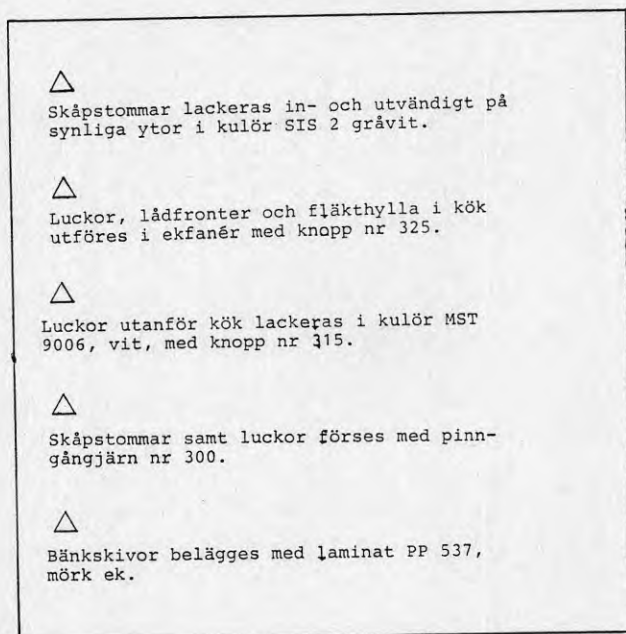 Skåpstommar lackeras in- och utvändigt på
synliga ytor i kulör SIS 2 gråvit.
Luckor, lådfronter och fläkthylla i kök
utföres i ekfanér med knopp nr 325.
Luckor utanför kök lackeras i kulör MST
9006, vit, med knopp nr 315.
Skåpstommar samt luckor förses med pinn-
gångjärn nr 300.
Bänkskivor belägges med laminat PP 537,
mörk ek.